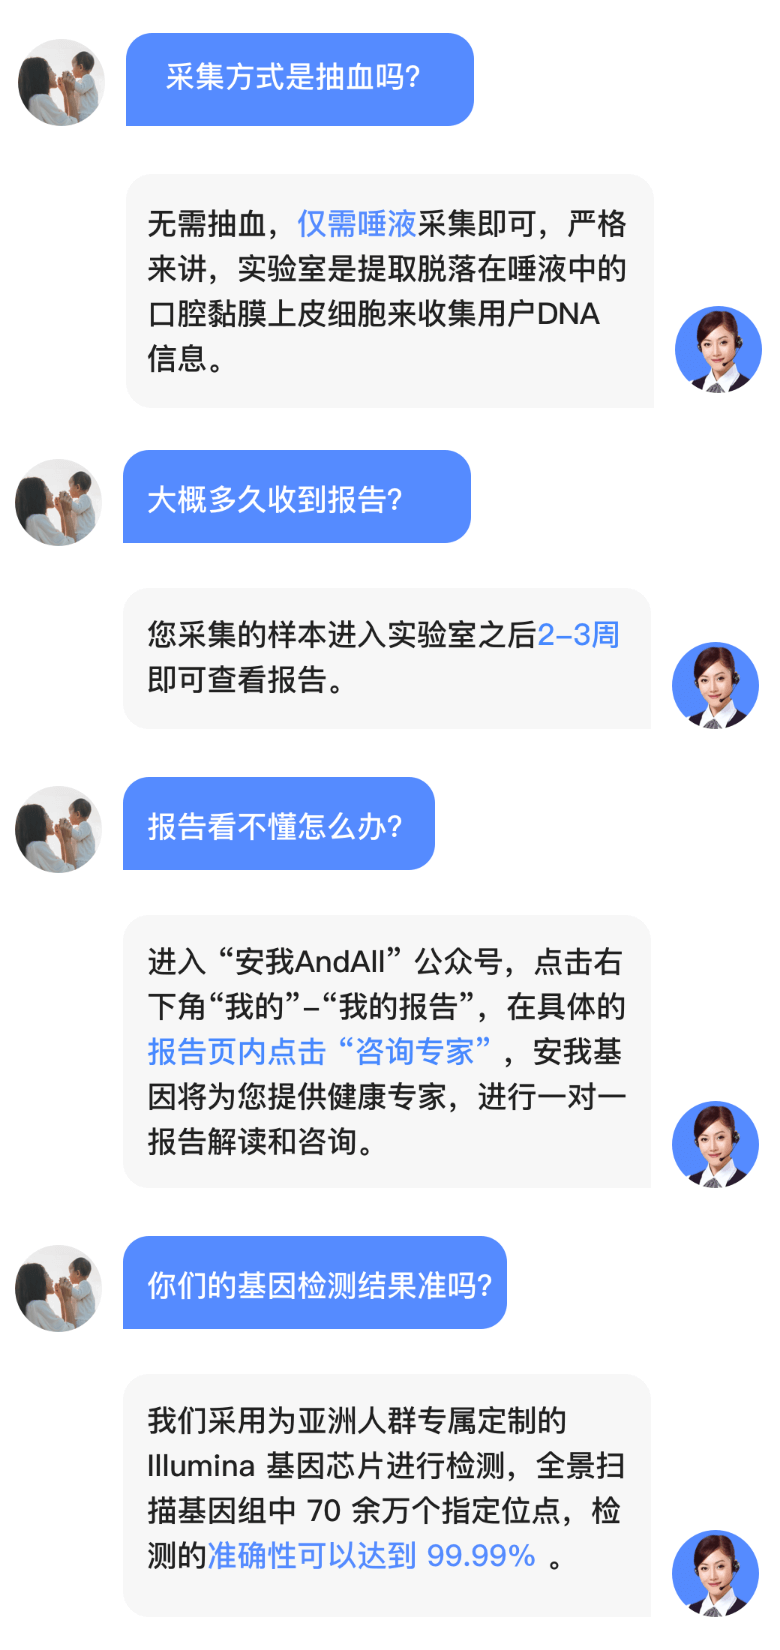 采集方式是抽血吗?
无需抽血，仅需唾液采集即可，严格
来讲，实验室是提取脱落在唾液中的
口腔黏膜上皮细胞来收集用户DNA
信息。
大概多久收到报告?
您采集的样本进入实验室之后2-3周
即可查看报告。
报告看不懂怎么办?
进入 “安我AndAll” 公众号，点击右
下角“我的”-“我的报告”，在具体的
报告页内点击 “咨询专家” ，安我基
因将为您提供健康专家，进行一对一
报告解读和咨询。
你们的基因检测结果准吗?
我们采用为亚洲人群专属定制的
Illumina 基因芯片进行检测，全景扫
描基因组中 70 余万个指定位点，检
测的准确性可以达到 99.99% 。